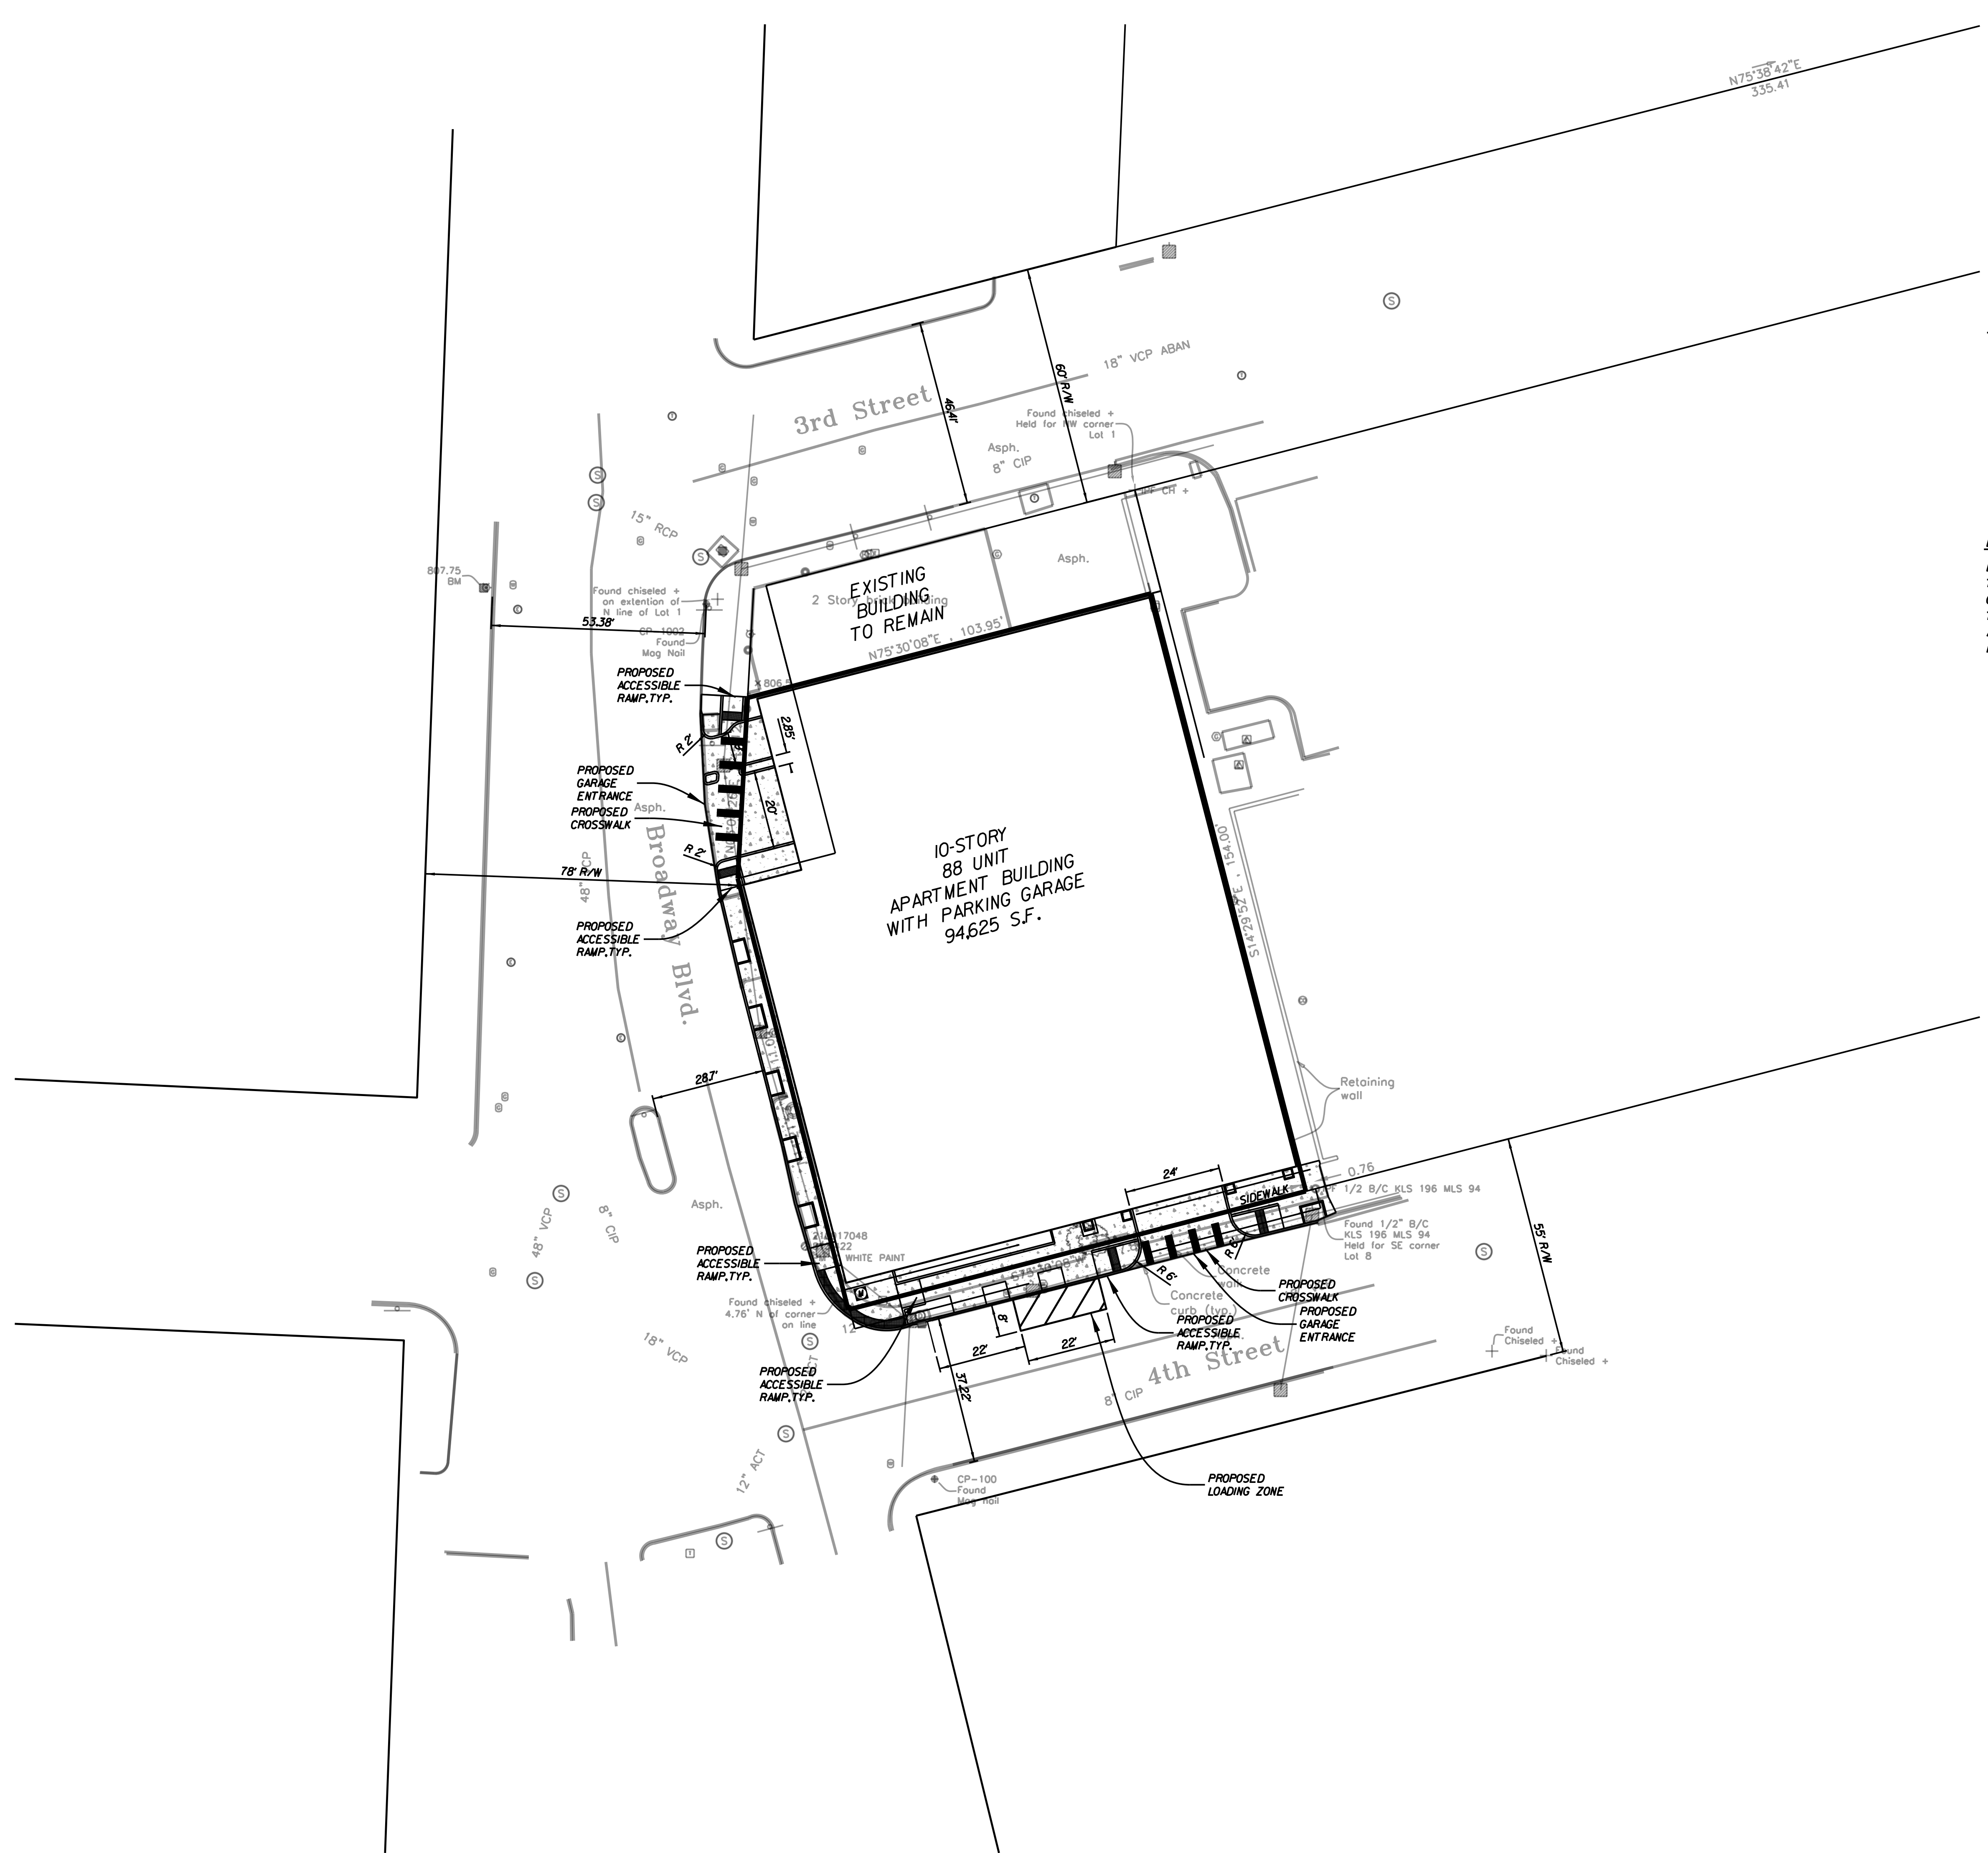 N75°38'42"E
335.41
18" VCP ABAN
60' R/W
46.41'
3rd Street
Found chiseled +
Held for NW corner
Lot 1
Asph.
8" CIP
15" RCP
Asph.
807.75
BM
EXISTING
BUILDING
TO REMAIN
2 Story brick building
Found chiseled +
on extention of
N line of Lot 1
53.38'
CP-1002
Found
Mag Nail
N75°30'08"E , 103.95'
PROPOSED
ACCESSIBLE
RAMP,TYP.
806.5
2.85'
R 2'
PROPOSED
GARAGE
ENTRANCE
Asph.
20'
PROPOSED
CROSSWALK
R 2'
78' R/W
48"
Broadway Blvd.
10-STORY
88 UNIT
APARTMENT BUILDING
WITH PARKING GARAGE
94,625 S.F.
S14°29'52"E , 154.00'
PROPOSED
ACCESSIBLE
RAMP,TYP.
28.7'
Retaining
wall
24'
0.76
SIDEWALK
1/2 B/C KLS 196 MLS 94
Asph.
48" VCP
8" CIP
Found 1/2" B/C
KLS 196 MLS 94
Held for SE corner
Lot 8
55' R/W
WHITE PAINT
PROPOSED
ACCESSIBLE
RAMP,TYP.
R 6'
Concrete
walk
PROPOSED
CROSSWALK
Concrete
curb (typ.)
Found chiseled +
4.76' N of corner
on line
8'
22'
22'
PROPOSED
ACCESSIBLE
RAMP,TYP.
PROPOSED
GARAGE
ENTRANCE
Found
Chiseled +
Found
Chiseled +
18" VCP
4th Street
8" CIP
PROPOSED
ACCESSIBLE
RAMP,TYP.
37.22'
12" ACT
CP-100
Found
Mag nail
PROPOSED
LOADING ZONE